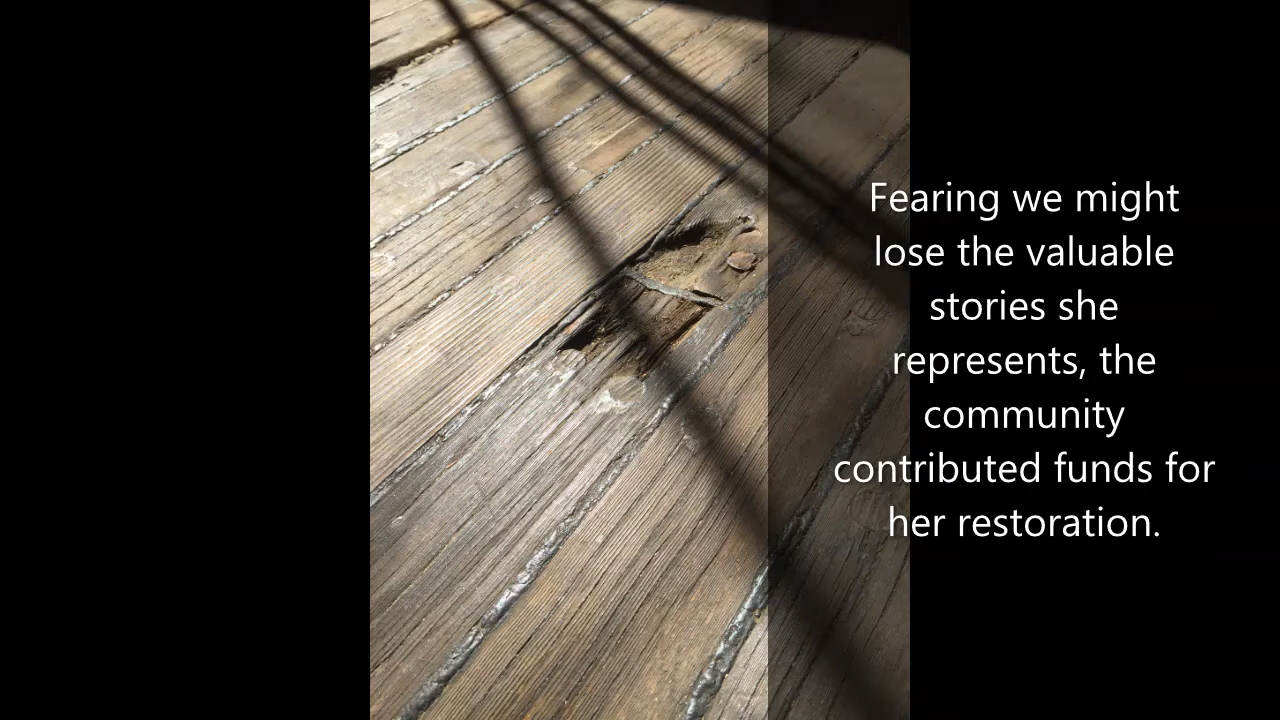 Fearing we might
lose the valuable
stories she
represents, the
community
contributed funds for
her restoration.